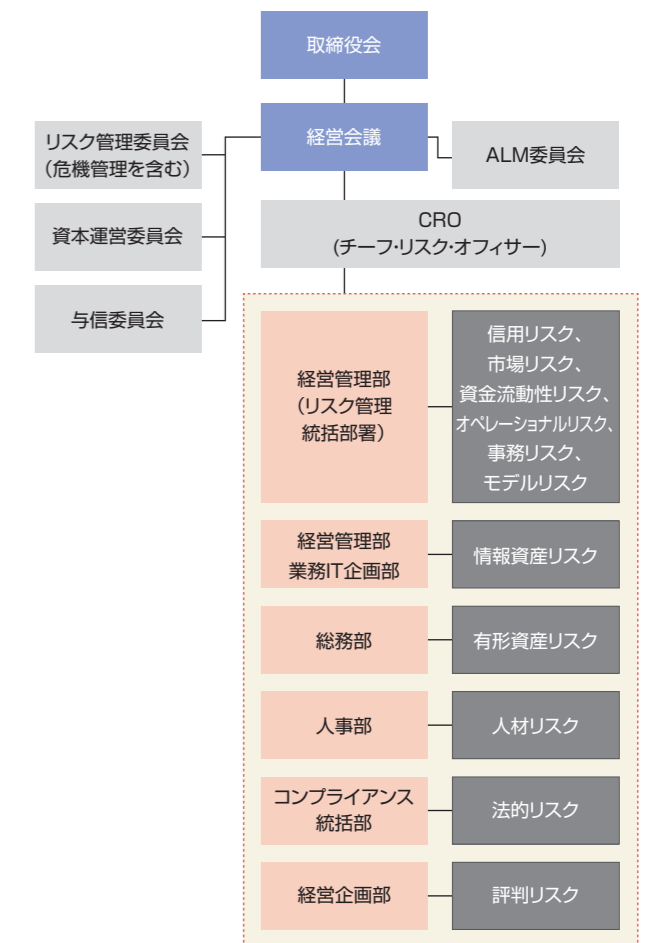 取締役会
経営会議
リスク管理委員会
(危機管理を含む)
ALM委員会
資本運営委員会
CRO
(チーフ・リスク・オフィサー)
与信委員会
経営管理部
(リスク管理
統括部署)
信用リスク、
市場リスク、
資金流動性リスク、
オペレーショナルリスク、
事務リスク、
モデルリスク
経営管理部
業務IT企画部
情報資産リスク
総務部
有形資産リスク
人事部
人材リスク
コンプライアンス
統括部
法的リスク
経営企画部
評判リスク